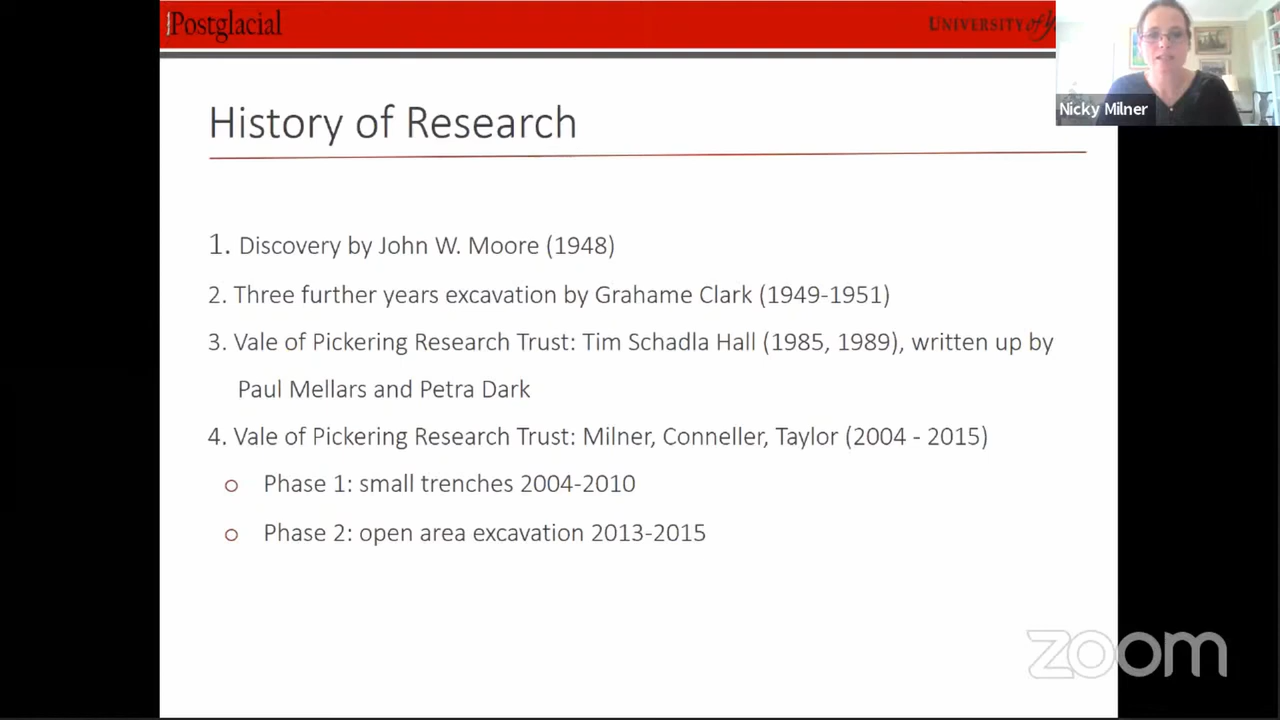 Postglacial
UNIVERSITY of
Nicky Milner
History of Research
1. Discovery by John W. Moore (1948)
2. Three further years excavation by Grahame Clark (1949-1951)
3. Vale of Pickering Research Trust: Tim Schadla Hall (1985, 1989), written up by
Paul Mellars and Petra Dark
4. Vale of Pickering Research Trust: Milner, Conneller, Taylor (2004 - 2015)
o Phase 1: small trenches 2004-2010
o Phase 2: open area excavation 2013-2015
zoom